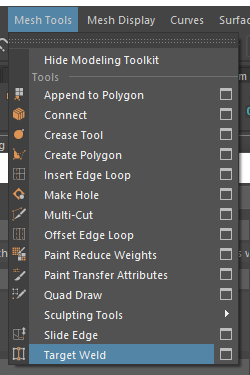 Mesh Tools Mesh Display Curves Surfac
Hide Modeling Toolkit
Tools
Append to Polygon
Connect
Crease Tool
Create Polygon
Insert Edge Loop
Make Hole
Multi-Cut
Offset Edge Loop
Paint Reduce Weights
Paint Transfer Attributes
Quad Draw
Sculpting Tools
Slide Edge
Target Weld